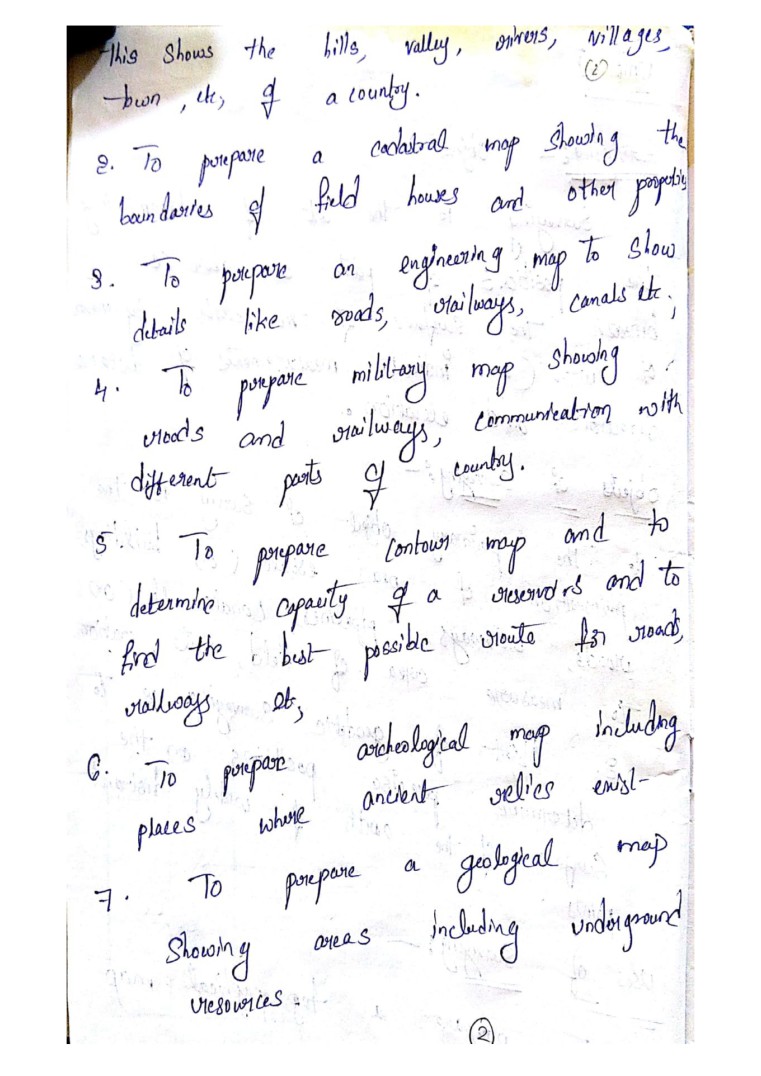 This shows the hills, valley, rivers, villages,
town, etc, of a country.
(2)
2. To prepare a cadastral map showing the
boundaries of field houses and other property
3. To prepare an engineering map to show
details like roads, railways, canals etc,
4. To prepare military map showing
roads and railways, communication with
different parts of country.
5. To prepare contour map and to
determine capacity of a reservoirs and to
find the best possible route for roads,
railways etc,
6. To prepare archeological map including
places where ancient relics exist-
7. To prepare a geological map
showing areas including underground
resources.
2